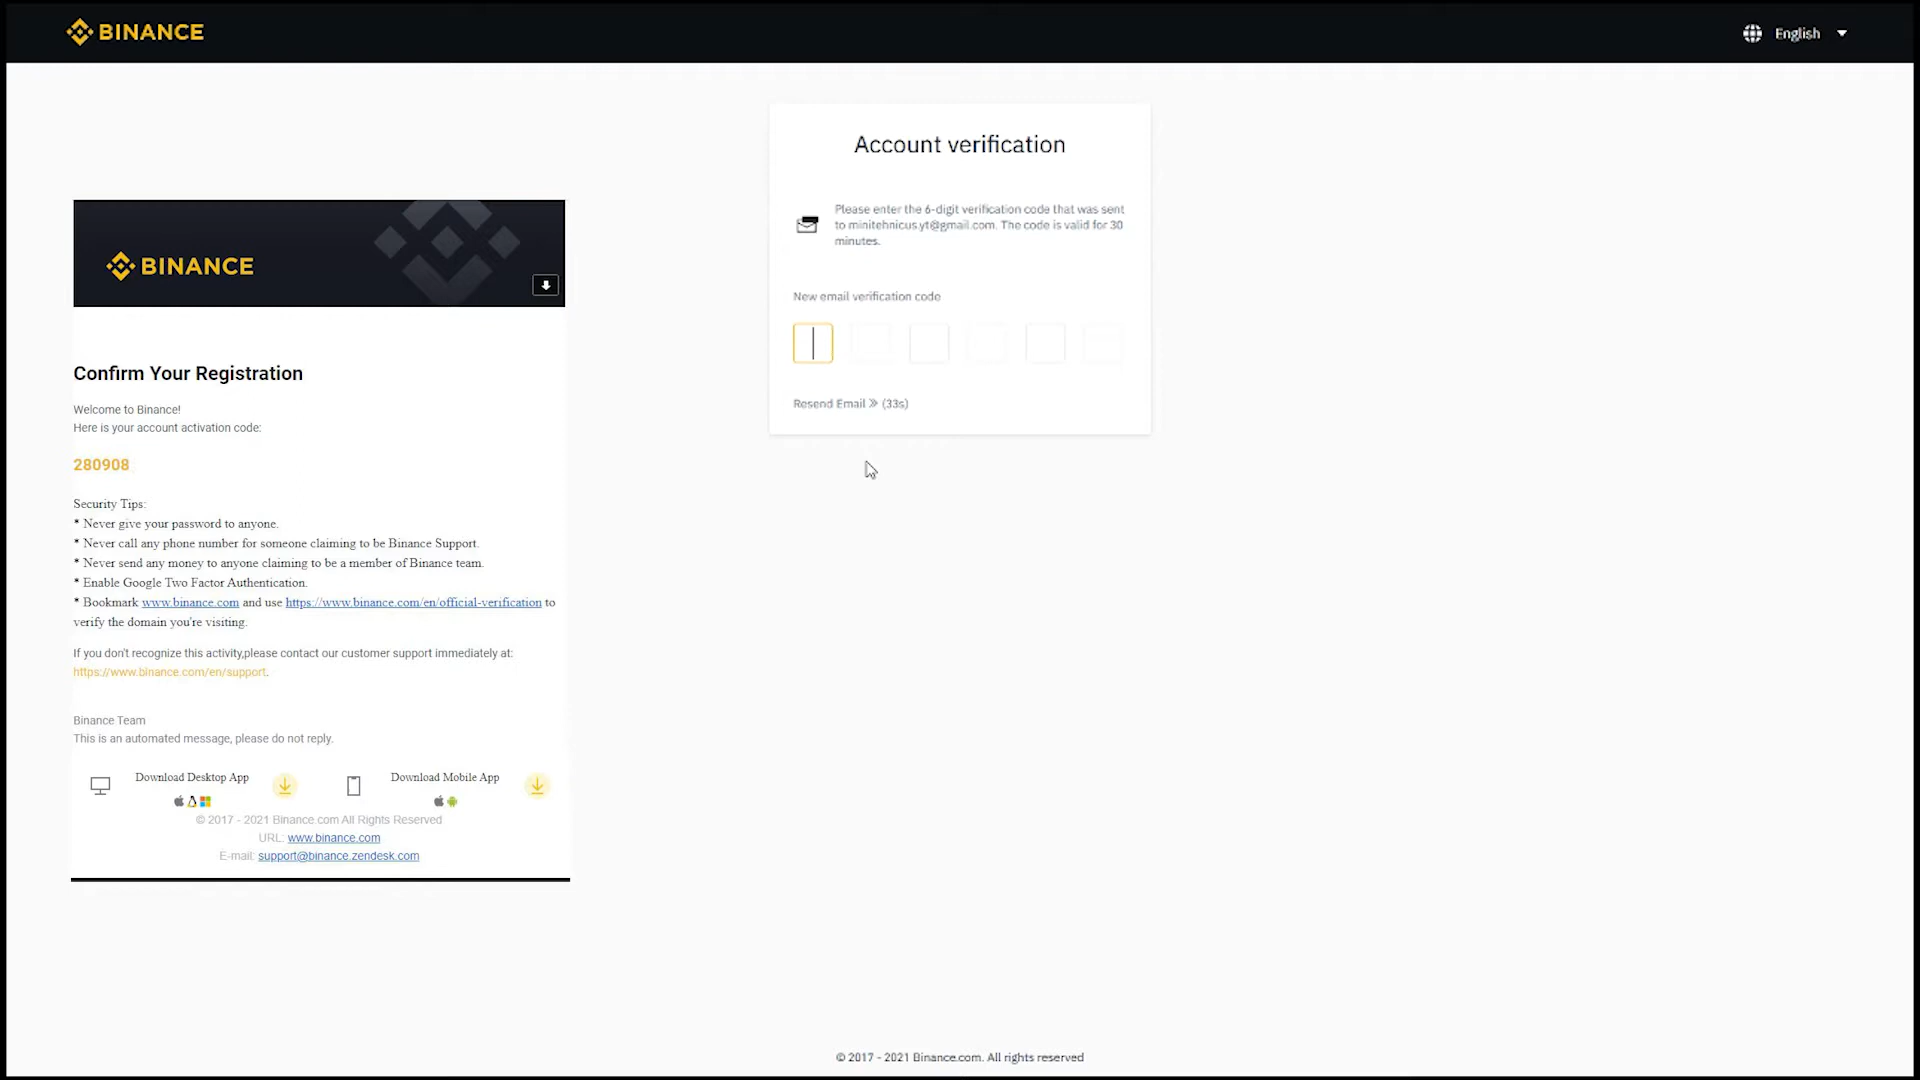 BINANCE
English
Account verification
Please enter the 6-digit verification code that was sent
to minitehnicus.yt@gmail.com. The code is valid for 30
minutes.
New email verification code
Resend Email » (33s)
BINANCE
Confirm Your Registration
Welcome to Binance!
Here is your account activation code:
280908
Security Tips:
* Never give your password to anyone.
* Never call any phone number for someone claiming to be Binance Support.
* Never send any money to anyone claiming to be a member of Binance team.
* Enable Google Two Factor Authentication.
* Bookmark www.binance.com and use https://www.binance.com/en/official-verification to
verify the domain you're visiting.
If you don't recognize this activity,please contact our customer support immediately at:
https://www.binance.com/en/support.
Binance Team
This is an automated message, please do not reply.
Download Desktop App
Download Mobile App
© 2017 - 2021 Binance.com All Rights Reserved
URL: www.binance.com
E-mail: support@binance.zendesk.com
© 2017 - 2021 Binance.com. All rights reserved